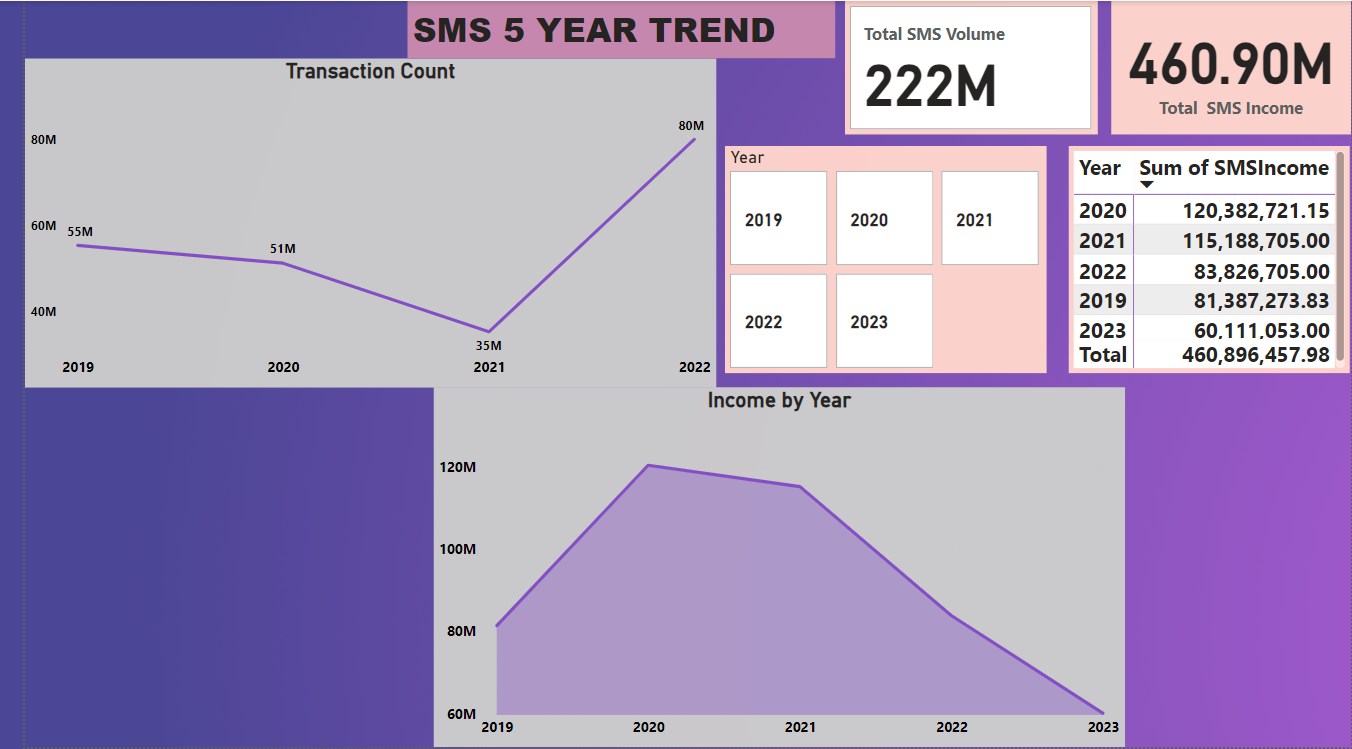 SMS 5 YEAR TREND
Total SMS Volume
222M
460.90M
Total SMS Income
Transaction Count
80M
60M
40M
55M
51M
35M
80M
2019 2020 2021 2022
Year
2019 2020 2021
2022 2023
Year Sum of SMSIncome
2020 120,382,721.15
2021 115,188,705.00
2022 83,826,705.00
2019 81,387,273.83
2023 60,111,053.00
Total 460,896,457.98
Income by Year
120M
100M
80M
60M
2019 2020 2021 2022 2023